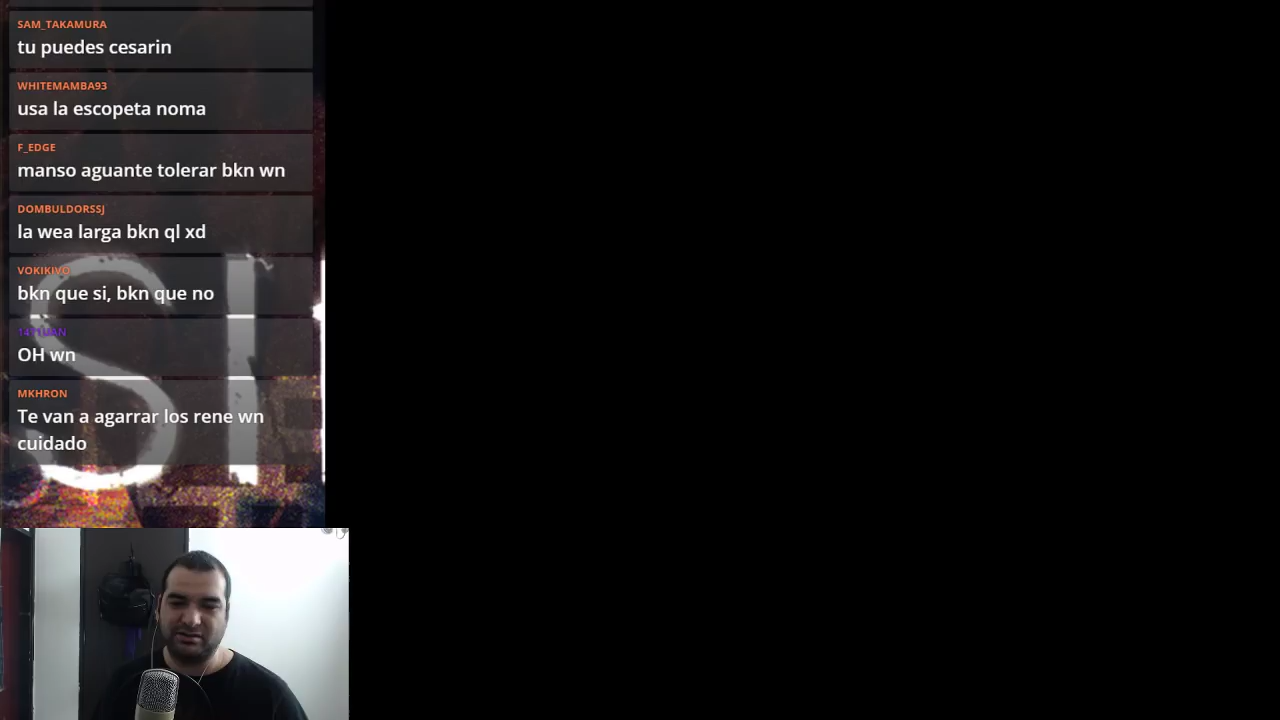 SAM_TAKAMURA
tu puedes cesarin
WHITEMAMBA93
usa la escopeta noma
F_EDGE
manso aguante tolerar bkn wn
DOMBULDORSSJ
la wea larga bkn ql xd
VOKIKIVO
bkn que si, bkn que no
OH wn
MKHRON
Te van a agarrar los rene wn
cuidado
SI